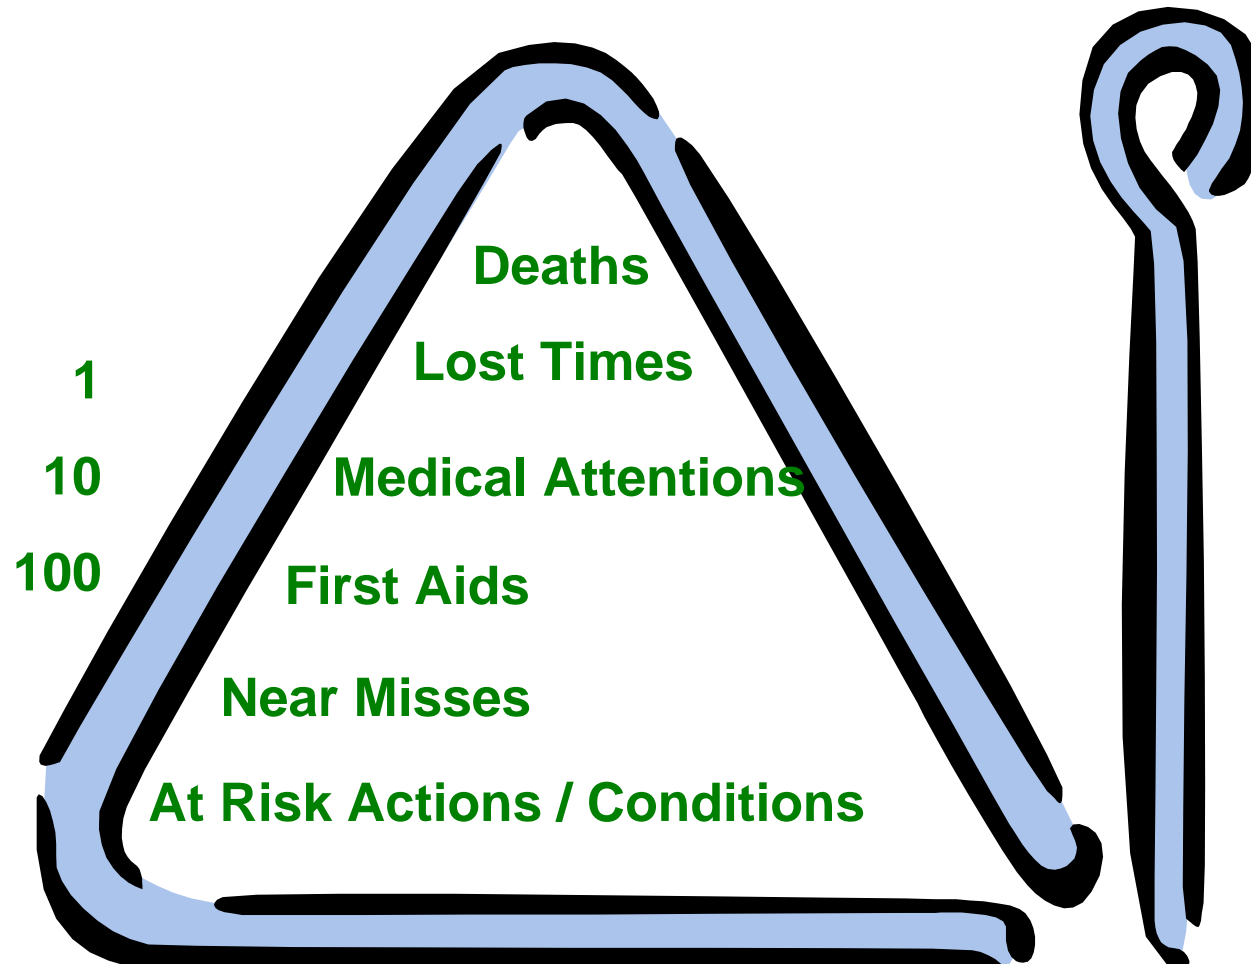 Deaths
Lost Times
1
Medical Attentions
10
First Aids
100
Near Misses
At Risk Actions / Conditions